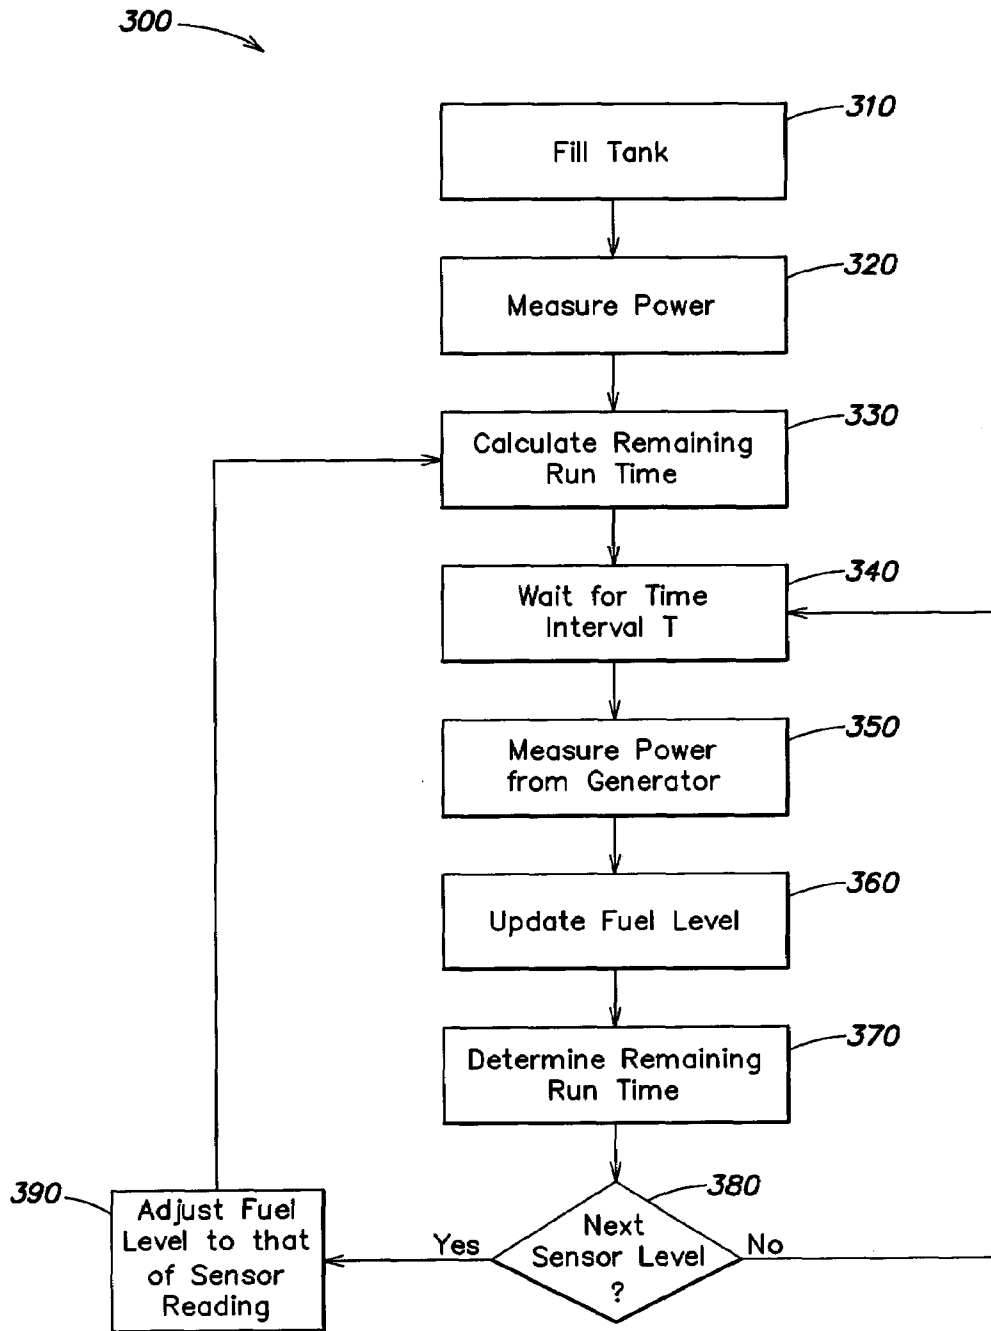 300
310
Fill Tank
320
Measure Power
330
Calculate Remaining
Run Time
340
Wait for Time
Interval T
350
Measure Power
from Generator
360
Update Fuel Level
370
Determine Remaining
Run Time
380
Next
Sensor Level
?
Yes
No
390
Adjust Fuel
Level to that
of Sensor
Reading